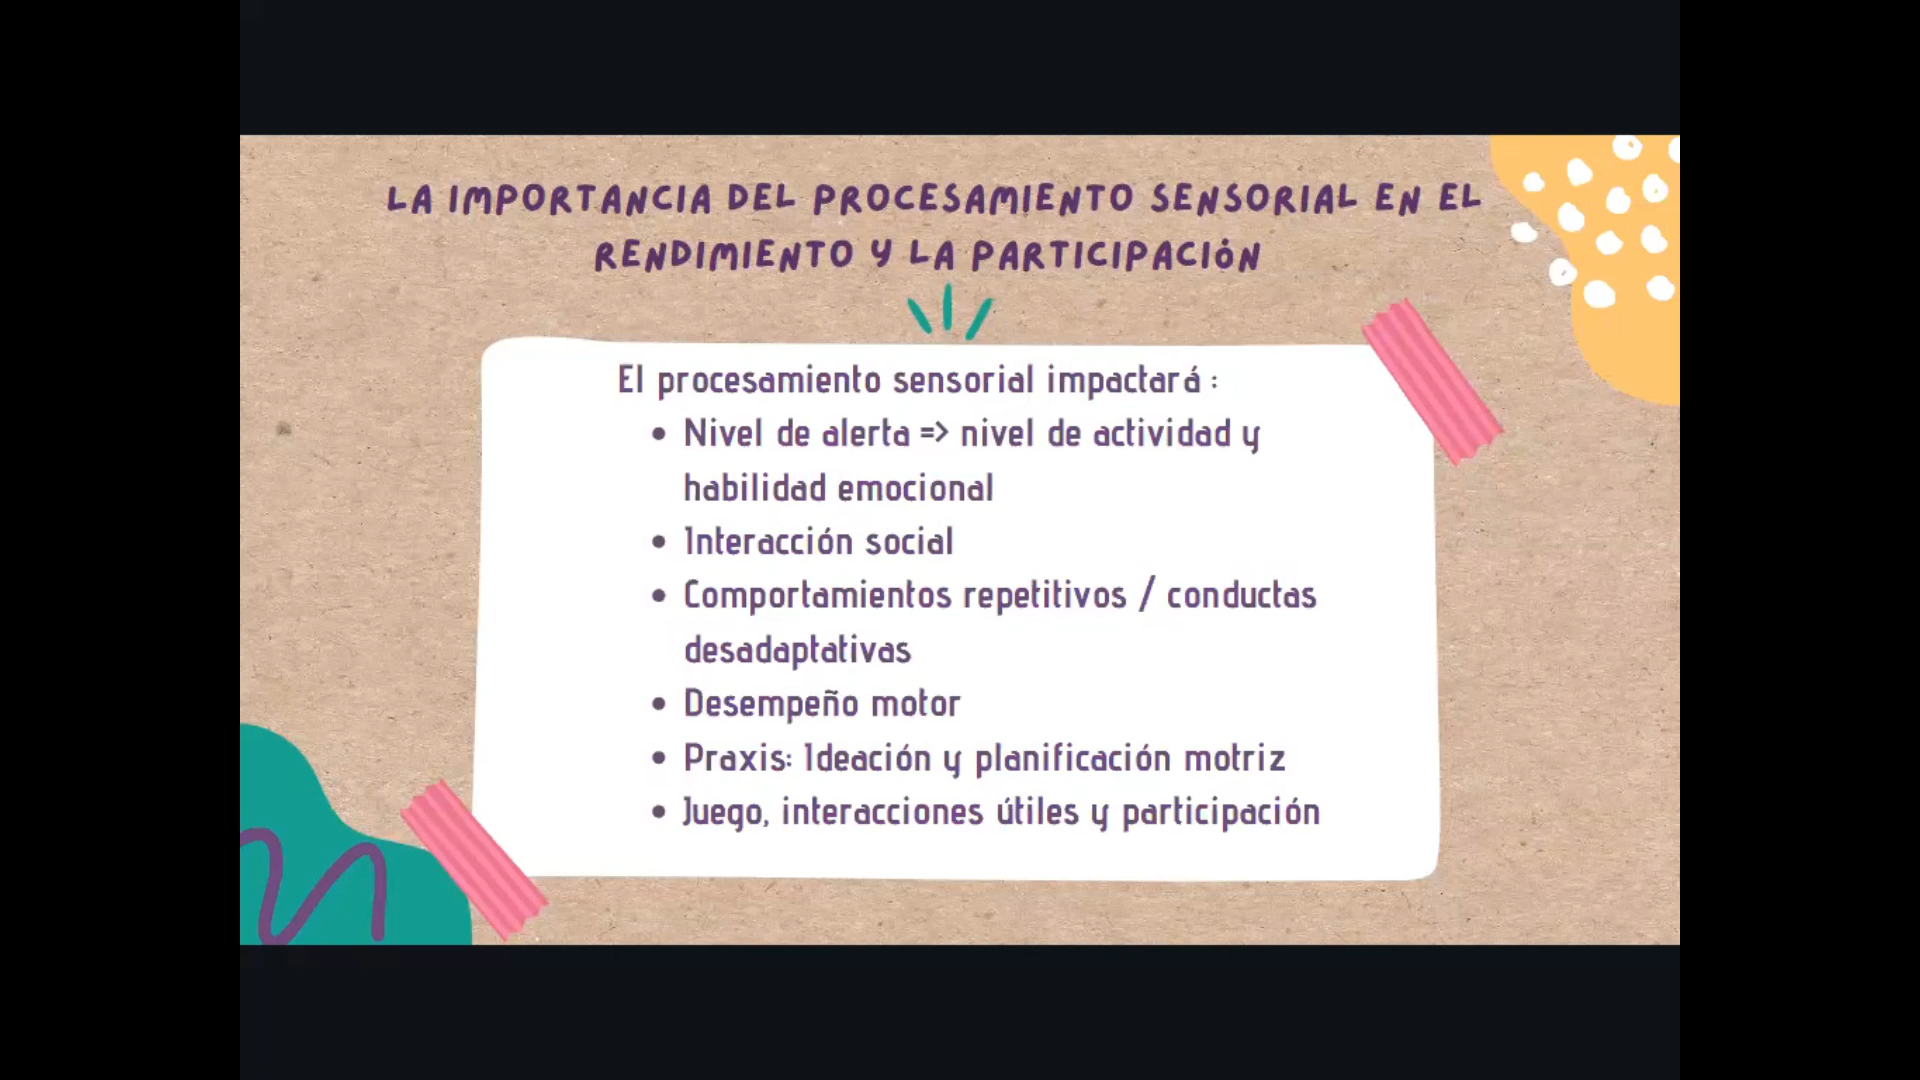 LA IMPORTANCIA DEL PROCESAMIENTO SENSORIAL EN EL
RENDIMIENTO Y LA PARTICIPACIÓN
El procesamiento sensorial impactará :
• Nivel de alerta => nivel de actividad y
habilidad emocional
• Interacción social
• Comportamientos repetitivos / conductas
desadaptativas
• Desempeño motor
• Praxis: Ideación y planificación motriz
• Juego, interacciones útiles y participación